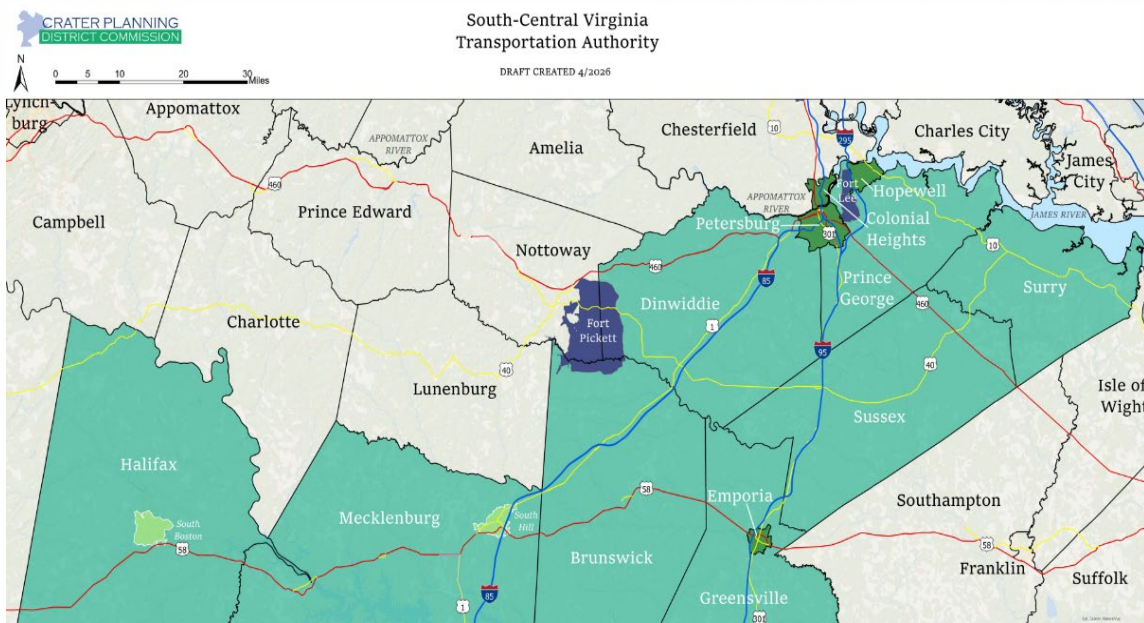 CRATER PLANNING
DISTRICT COMMISSION
South-Central Virginia
Transportation Authority
DRAFT CREATED 4/2026
N
0 5 10 20 30
Miles
Lynch-
burg
Appomattox
APPOMATTOX
RIVER
Amelia
Chesterfield
10
295
Charles City
James
City
460
Campbell
Prince Edward
Nottoway
APPOMATTOX
RIVER
Fort
Lee
Hopewell
JAMES RIVER
Petersburg
301
Colonial
Heights
10
460
85
Dinwiddie
Prince
George
Surry
460
Charlotte
Fort
Pickett
1
95
40
Lunenburg
40
Isle of
Wight
Sussex
Halifax
58
Emporia
Southampton
Mecklenburg
South
Hill
South
Boston
58
Brunswick
58
Franklin
Suffolk
1
85
Greensville
301